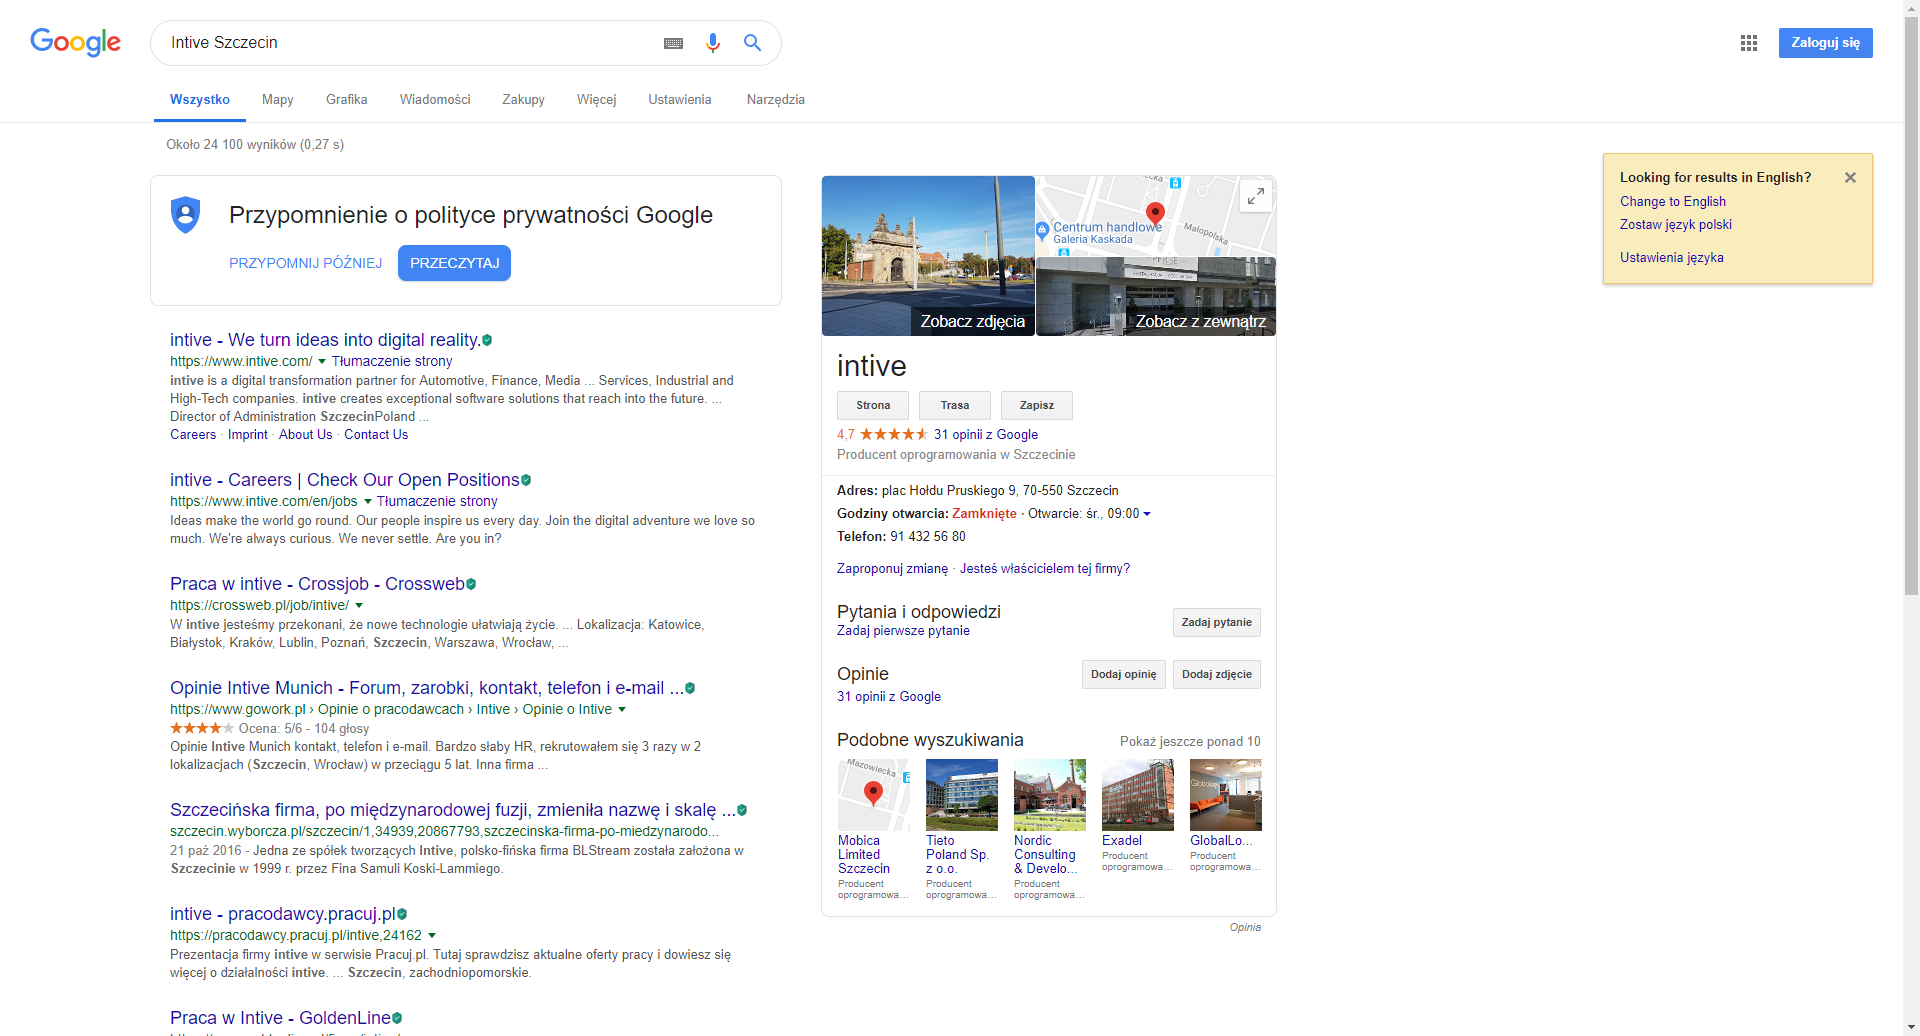 Google
Intive Szczecin
Zaloguj się
Wszystko Mapy Grafika Wiadomości Zakupy Więcej Ustawienia Narzędzia
Około 24 100 wyników (0,27 s)
Looking for results in English?
Change to English
Zostaw język polski
Ustawienia języka
Przypomnienie o polityce prywatności Google
PRZYPOMNIJ PÓŹNIEJ PRZECZYTAJ
intive - We turn ideas into digital reality.
https://www.intive.com/ Tłumaczenie strony
intive is a digital transformation partner for Automotive, Finance, Media ... Services, Industrial and
High-Tech companies. intive creates exceptional software solutions that reach into the future. ...
Director of Administration SzczecinPoland ...
Careers · Imprint · About Us · Contact Us
intive - Careers | Check Our Open Positions
https://www.intive.com/en/jobs Tłumaczenie strony
Ideas make the world go round. Our people inspire us every day. Join the digital adventure we love so
much. We're always curious. We never settle. Are you in?
Praca w intive - Crossjob - Crossweb
https://crossweb.pl/job/intive/
W intive jesteśmy przekonani, że nowe technologie ułatwiają życie. ... Lokalizacja: Katowice,
Białystok, Kraków, Lublin, Poznań, Szczecin, Warszawa, Wrocław, ...
Opinie Intive Munich - Forum, zarobki, kontakt, telefon i e-mail ...
https://www.gowork.pl › Opinie o pracodawcach › Intive › Opinie o Intive
Ocena: 5/6 - 104 głosy
Opinie Intive Munich kontakt, telefon i e-mail. Bardzo słaby HR, rekrutowałem się 3 razy w 2
lokalizacjach (Szczecin, Wrocław) w przeciągu 5 lat. Inna firma ...
Szczecińska firma, po międzynarodowej fuzji, zmieniła nazwę i skalę ...
szczecin.wyborcza.pl/szczecin/1,34939,20867793,szczecinska-firma-po-miedzynarodo...
21 paź 2016 - Jedna ze spółek tworzących Intive, polsko-fińska firma BLStream została założona w
Szczecinie w 1999 r. przez Fina Samuli Koski-Lammiego.
intive - pracodawcy.pracuj.pl
https://pracodawcy.pracuj.pl/intive,24162
Prezentacja firmy intive w serwisie Pracuj.pl. Tutaj sprawdzisz aktualne oferty pracy i dowiesz się
więcej o działalności intive. ... Szczecin, zachodniopomorskie.
Praca w Intive - GoldenLine
Centrum handlowe
Galeria Kaskada
Małopolska
Zobacz zdjęcia
Zobacz z zewnątrz
intive
Strona Trasa Zapisz
4,7 31 opinii z Google
Producent oprogramowania w Szczecinie
Adres: plac Hołdu Pruskiego 9, 70-550 Szczecin
Godziny otwarcia: Zamknięte · Otwarcie: śr., 09:00
Telefon: 91 432 56 80
Zaproponuj zmianę · Jesteś właścicielem tej firmy?
Pytania i odpowiedzi
Zadaj pierwsze pytanie
Zadaj pytanie
Opinie
31 opinii z Google
Dodaj opinię Dodaj zdjęcie
Podobne wyszukiwania Pokaż jeszcze ponad 10
Mazowiecka
Mobica
Limited
Szczecin
Producent
oprogramowa...
Tieto
Poland Sp.
z o.o.
Producent
oprogramowa...
Nordic
Consulting
& Develo...
Producent
oprogramowa...
Exadel
Producent
oprogramowa...
GlobalLo...
Producent
oprogramowa...
Opinia